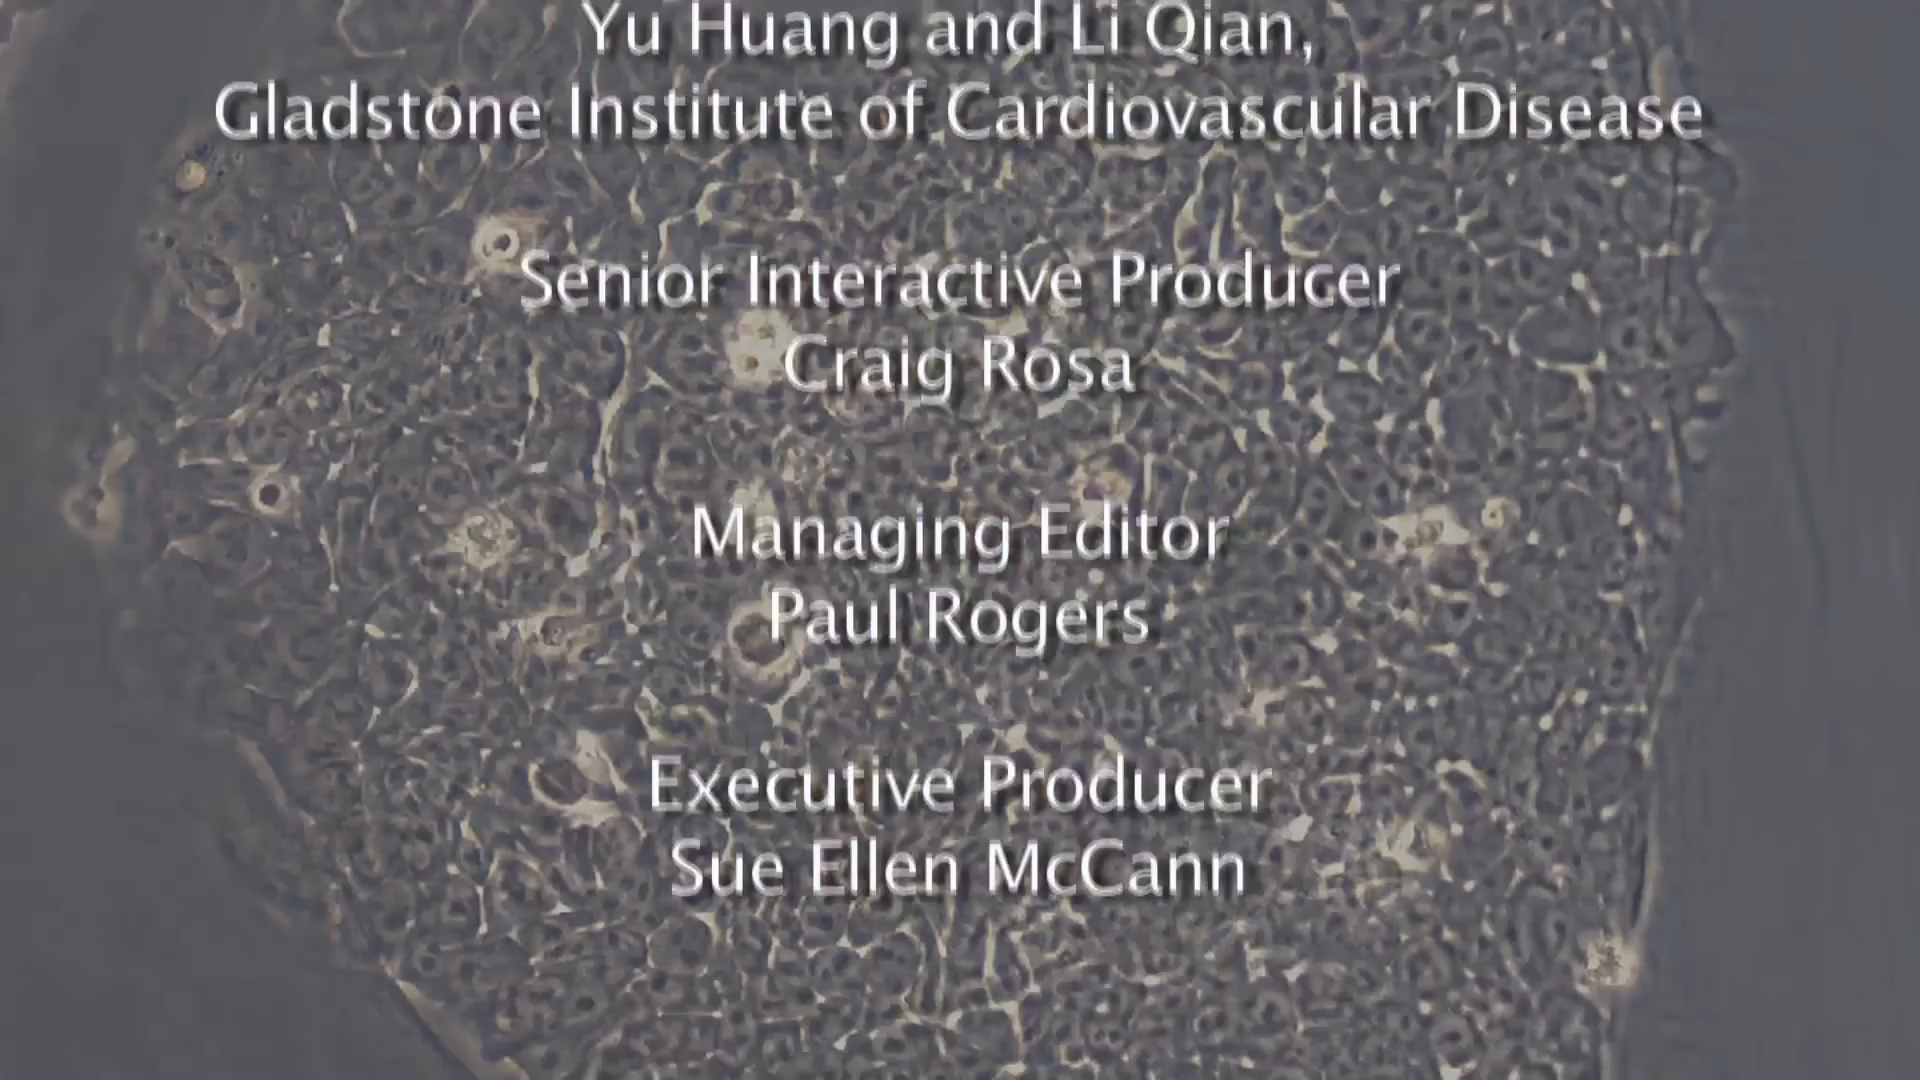 Yu Huang and Li Qian,
Gladstone Institute of Cardiovascular Disease
Senior Interactive Producer
Craig Rosa
Managing Editor
Paul Rogers
Executive Producer
Sue Ellen McCann